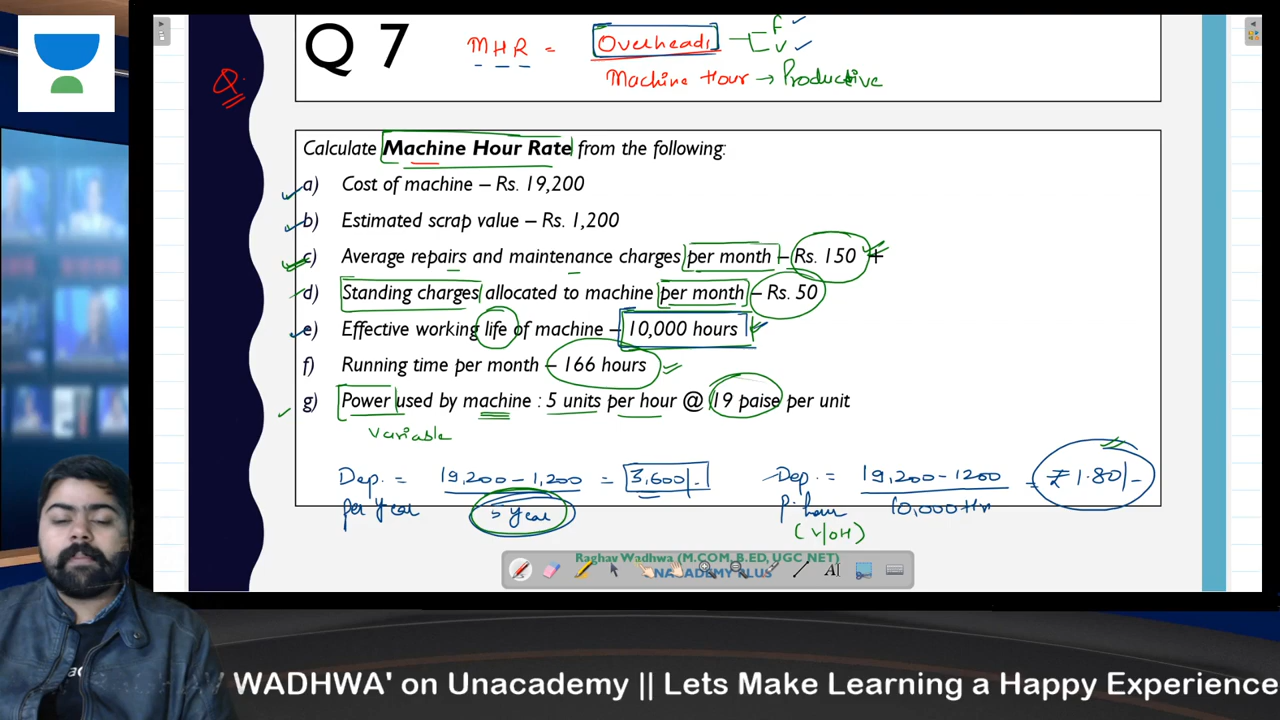 f
Q 7 MHR = Overheads
v
Q. Machine Hour → Productive
Calculate Machine Hour Rate from the following:
a) Cost of machine – Rs. 19,200
b) Estimated scrap value – Rs. 1,200
c) Average repairs and maintenance charges per month – Rs. 150 +
d) Standing charges allocated to machine per month – Rs. 50
e) Effective working life of machine – 10,000 hours
f) Running time per month – 166 hours
g) Power used by machine : 5 units per hour @ 19 paise per unit
variable
Dep. = 19,200 – 1,200 = 3,600/- Dep. = 19,200 – 1200 = ₹1.80/-
per year 5 year p. hour 10,000 Hr
(V/OH)
Raghav Wadhwa (M.COM, B.ED, UGC NET)
NACADEMY PLUS
WADHWA' on Unacademy || Lets Make Learning a Happy Experience